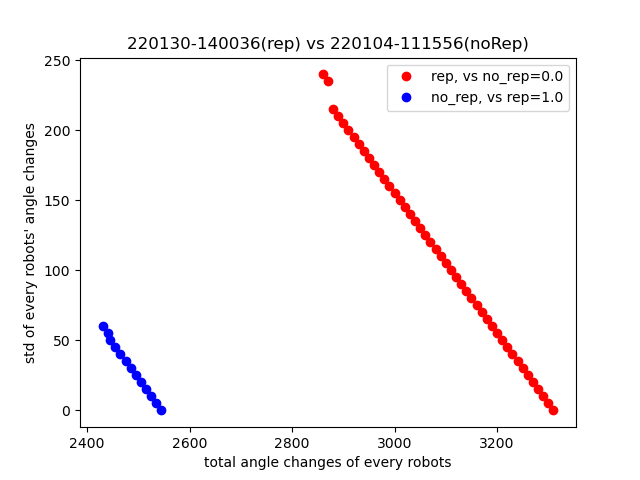 220130-140036(rep) vs 220104-111556(noRep)
250
200
150
100
50
0
std of every robots' angle changes
rep, vs no_rep=0.0
no_rep, vs rep=1.0
2400 2600 2800 3000 3200
total angle changes of every robots